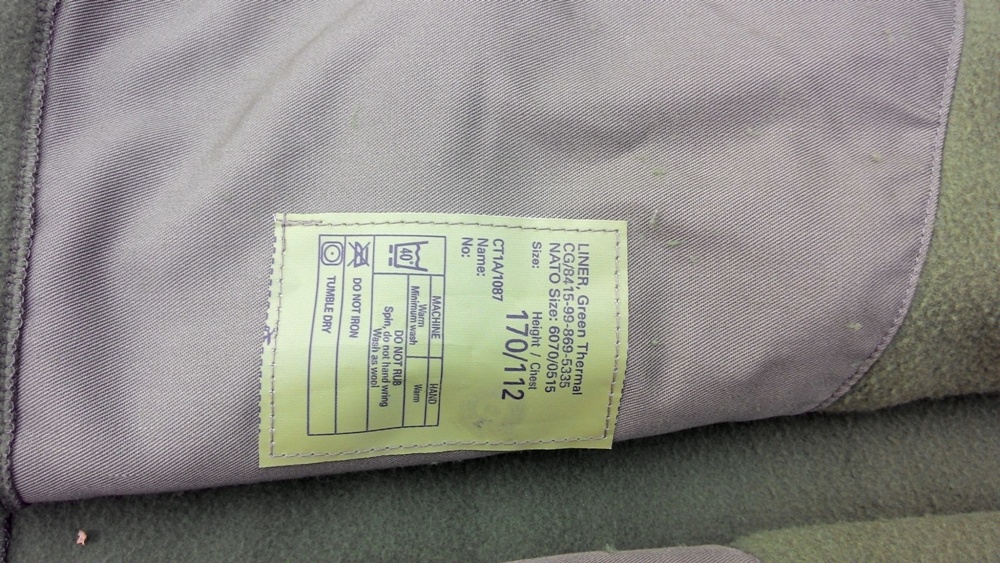 LINER, Green Thermal
CG/8415-99-869-5335
NATO Size: 6070/0515
Size:
Height / Chest
170/112
CT1A/1087
Name:
No:
MACHINE
HAND
40°
Warm
Minimum wash
Warm
DO NOT RUB
Spin, do not hand wring
Wash as wool
DO NOT IRON
TUMBLE DRY